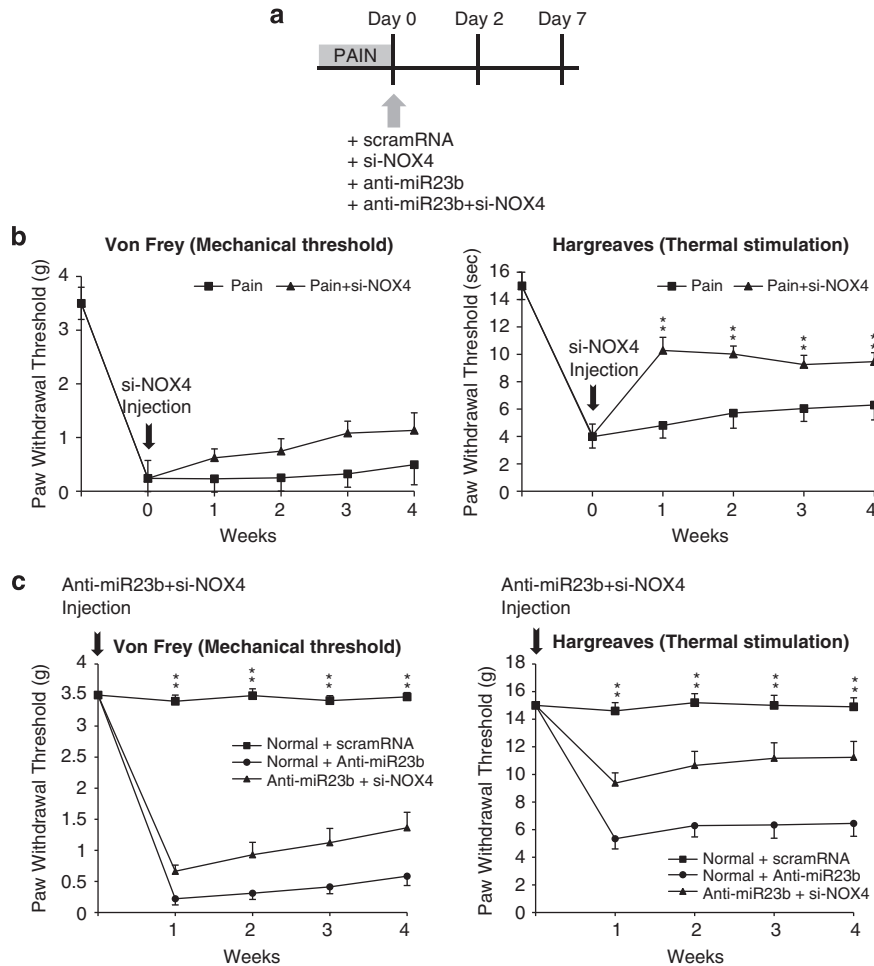 a
Day 0 Day 2 Day 7
PAIN
+ scramRNA
+ si-NOX4
+ anti-miR23b
+ anti-miR23b+si-NOX4
b
Von Frey (Mechanical threshold)
Paw Withdrawal Threshold (g)
4
3
2
1
0
Pain Pain+si-NOX4
si-NOX4
Injection
0 1 2 3 4
Weeks
Hargreaves (Thermal stimulation)
Paw Withdrawal Threshold (sec)
16
14
12
10
8
6
4
2
0
Pain Pain+si-NOX4
** ** ** **
si-NOX4
Injection
0 1 2 3 4
Weeks
c
Anti-miR23b+si-NOX4
Injection
Von Frey (Mechanical threshold)
Paw Withdrawal Threshold (g)
4
3.5
3
2.5
2
1.5
1
0.5
0
** ** ** **
Normal + scramRNA
Normal + Anti-miR23b
Anti-miR23b + si-NOX4
1 2 3 4
Weeks
Anti-miR23b+si-NOX4
Injection
Hargreaves (Thermal stimulation)
Paw Withdrawal Threshold (g)
18
16
14
12
10
8
6
4
2
0
** ** ** **
Normal + scramRNA
Normal + Anti-miR23b
Anti-miR23b + si-NOX4
1 2 3 4
Weeks